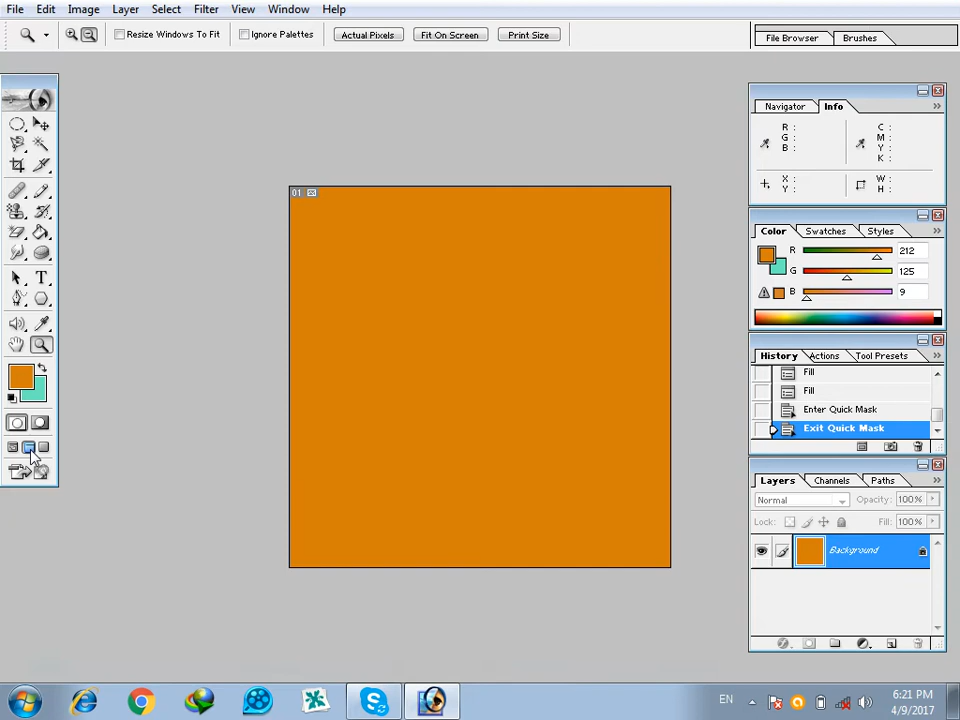 File Edit Image Layer Select Filter View Window Help
Resize Windows To Fit Ignore Palettes Actual Pixels Fit On Screen Print Size File Browser Brushes
Navigator Info
R : C :
G : M :
B : Y :
K :
X : W :
Y : H :
01
Color Swatches Styles
R 212
G 125
B 9
History Actions Tool Presets
Fill
Fill
Enter Quick Mask
Exit Quick Mask
Layers Channels Paths
Normal Opacity: 100%
Lock: Fill: 100%
Background
T
EN 6:21 PM
4/9/2017